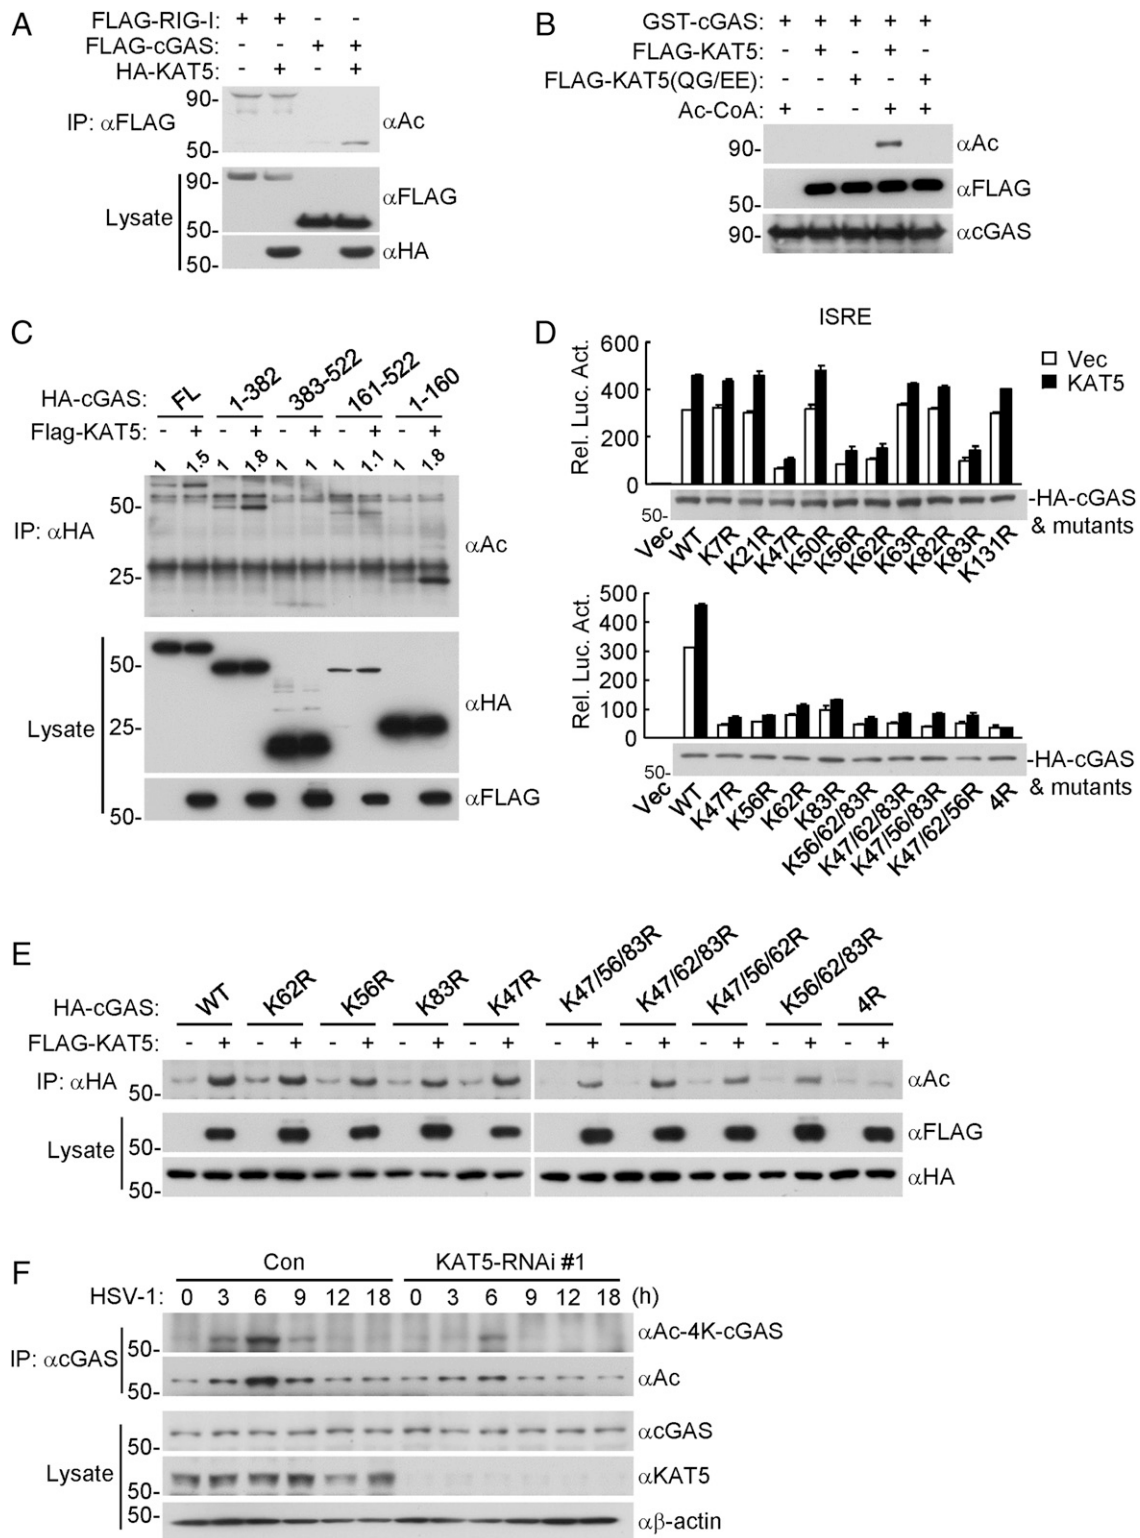 A
FLAG-RIG-I: + + - -
FLAG-cGAS: - - + +
HA-KAT5: - + - +
IP: αFLAG
90-
50-
αAc
Lysate
90-
50-
αFLAG
50-
αHA
B
GST-cGAS: + + + + +
FLAG-KAT5: - + - + -
FLAG-KAT5(QG/EE): - - + - +
Ac-CoA: + - - + +
90-
αAc
50-
αFLAG
90-
αcGAS
C
HA-cGAS: FL 1-382 383-522 161-522 1-160
Flag-KAT5: - + - + - + - + - +
1 1.5 1 1.8 1 1 1 1.1 1 1.8
IP: αHA
50-
25-
αAc
Lysate
50-
25-
αHA
50-
αFLAG
D
ISRE
Rel. Luc. Act.
600
400
200
0
Vec
KAT5
50-
-HA-cGAS
& mutants
Vec WT K7R K21R K47R K50R K56R K62R K63R K82R K83R K131R
Rel. Luc. Act.
500
400
300
200
100
0
50-
-HA-cGAS
& mutants
Vec WT K47R K56R K62R K83R K56/62/83R K47/62/83R K47/56/83R K47/62/56R 4R
E
HA-cGAS: WT K62R K56R K83R K47R K47/56/83R K47/62/83R K47/56/62R K56/62/83R 4R
FLAG-KAT5: - + - + - + - + - + - + - + - + - + - +
IP: αHA
50-
αAc
Lysate
50-
αFLAG
50-
αHA
F
Con KAT5-RNAi #1
HSV-1: 0 3 6 9 12 18 0 3 6 9 12 18 (h)
IP: αcGAS
50-
αAc-4K-cGAS
50-
αAc
Lysate
50-
αcGAS
50-
αKAT5
50-
αβ-actin